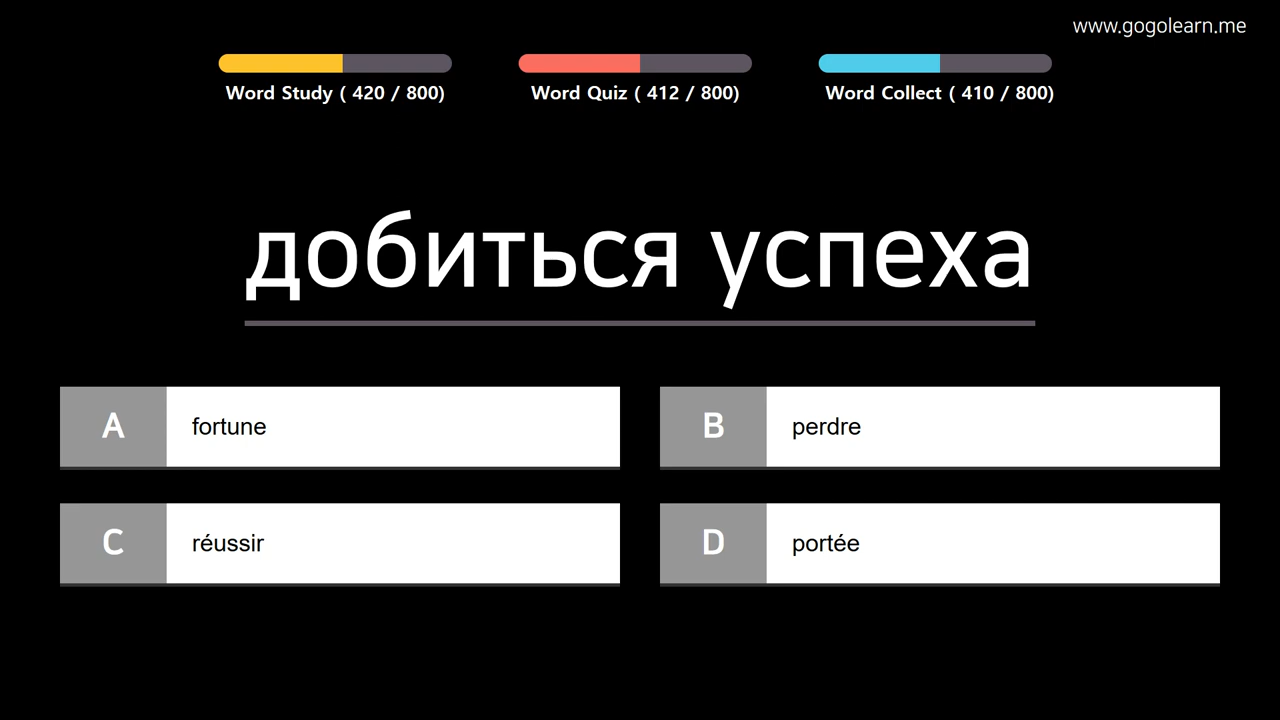 www.gogolearn.me
Word Study ( 420 / 800)
Word Quiz ( 412 / 800)
Word Collect ( 410 / 800)
добиться успеха
A fortune
B perdre
C réussir
D portée